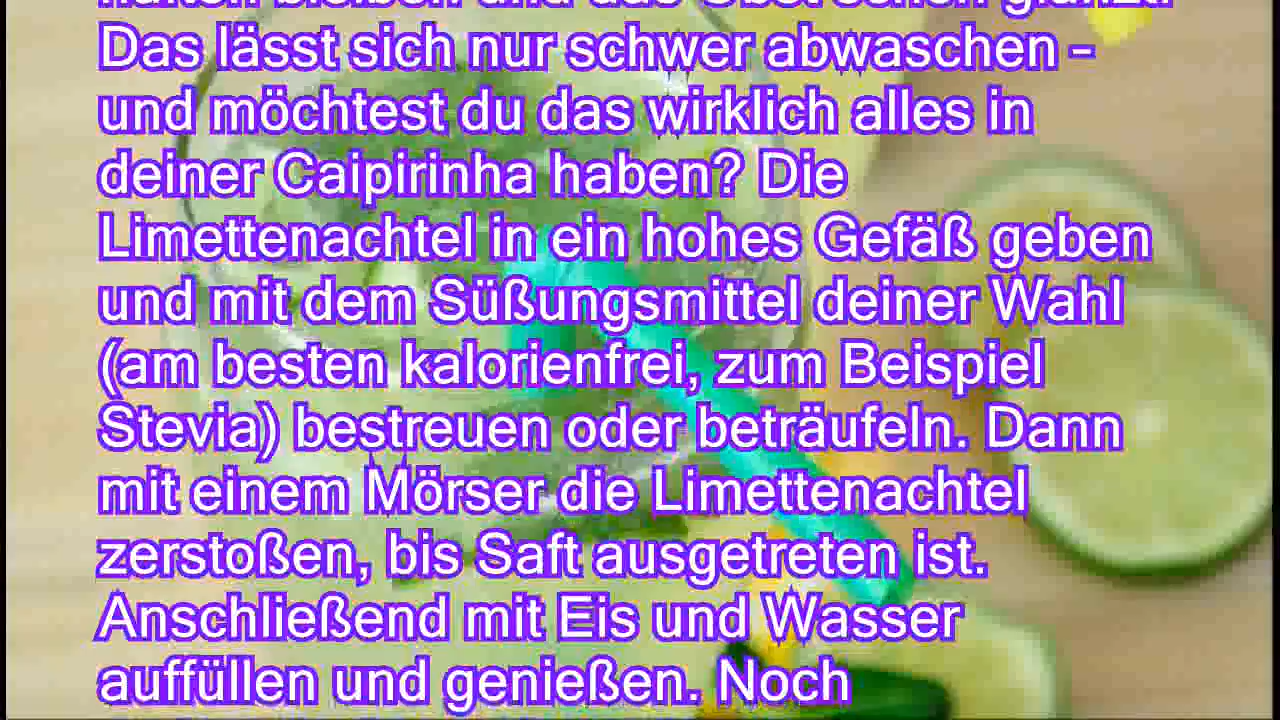 Das lässt sich nur schwer abwaschen –
und möchtest du das wirklich alles in
deiner Caipirinha haben? Die
Limettenachtel in ein hohes Gefäß geben
und mit dem Süßungsmittel deiner Wahl
(am besten kalorienfrei, zum Beispiel
Stevia) bestreuen oder beträufeln. Dann
mit einem Mörser die Limettenachtel
zerstoßen, bis Saft ausgetreten ist.
Anschließend mit Eis und Wasser
auffüllen und genießen. Noch